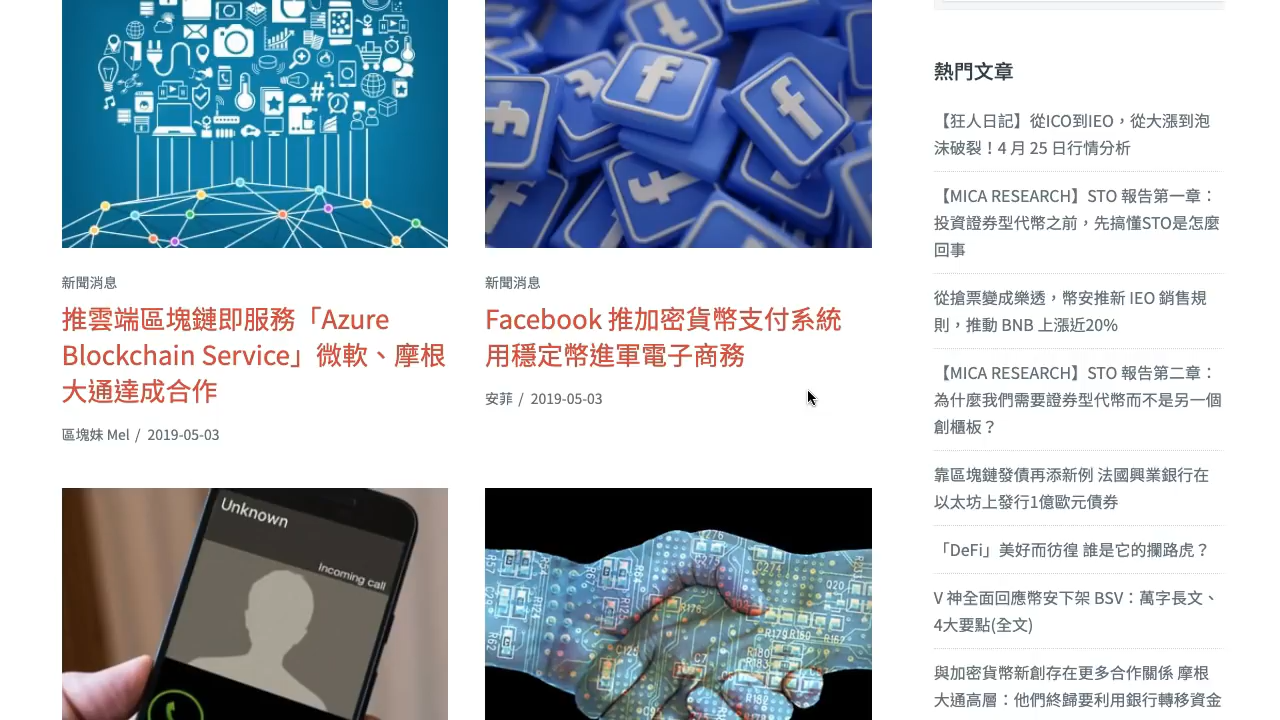 新聞消息
推雲端區塊鏈即服務「Azure
Blockchain Service」微軟、摩根
大通達成合作
區塊妹 Mel / 2019-05-03
新聞消息
Facebook 推加密貨幣支付系統
用穩定幣進軍電子商務
安菲 / 2019-05-03
Unknown
Incoming call
熱門文章
【狂人日記】從ICO到IEO，從大漲到泡
沫破裂！4 月 25 日行情分析
【MICA RESEARCH】STO 報告第一章：
投資證券型代幣之前，先搞懂STO是怎麼
回事
從搶票變成樂透，幣安推新 IEO 銷售規
則，推動 BNB 上漲近20%
【MICA RESEARCH】STO 報告第二章：
為什麼我們需要證券型代幣而不是另一個
創櫃板？
靠區塊鏈發債再添新例 法國興業銀行在
以太坊上發行1億歐元債券
「DeFi」美好而彷徨 誰是它的攔路虎？
V 神全面回應幣安下架 BSV：萬字長文、
4大要點(全文)
與加密貨幣新創存在更多合作關係 摩根
大通高層：他們終歸要利用銀行轉移資金